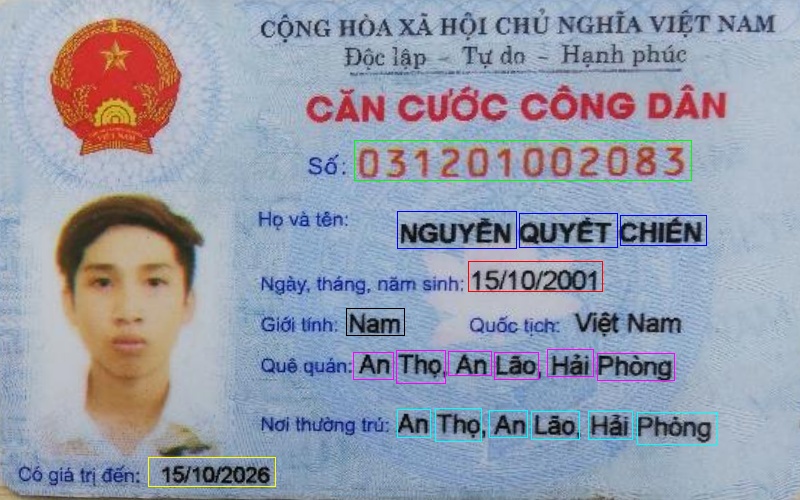 CỘNG HÒA XÃ HỘI CHỦ NGHĨA VIỆT NAM
Độc lập - Tự do - Hạnh phúc
CĂN CƯỚC CÔNG DÂN
Số: 031201002083
Họ và tên: NGUYỄN QUYẾT CHIẾN
Ngày, tháng, năm sinh: 15/10/2001
Giới tính: Nam Quốc tịch: Việt Nam
Quê quán: An Thọ, An Lão, Hải Phòng
Nơi thường trú: An Thọ, An Lão, Hải Phòng
Có giá trị đến: 15/10/2026
VIỆT NAM